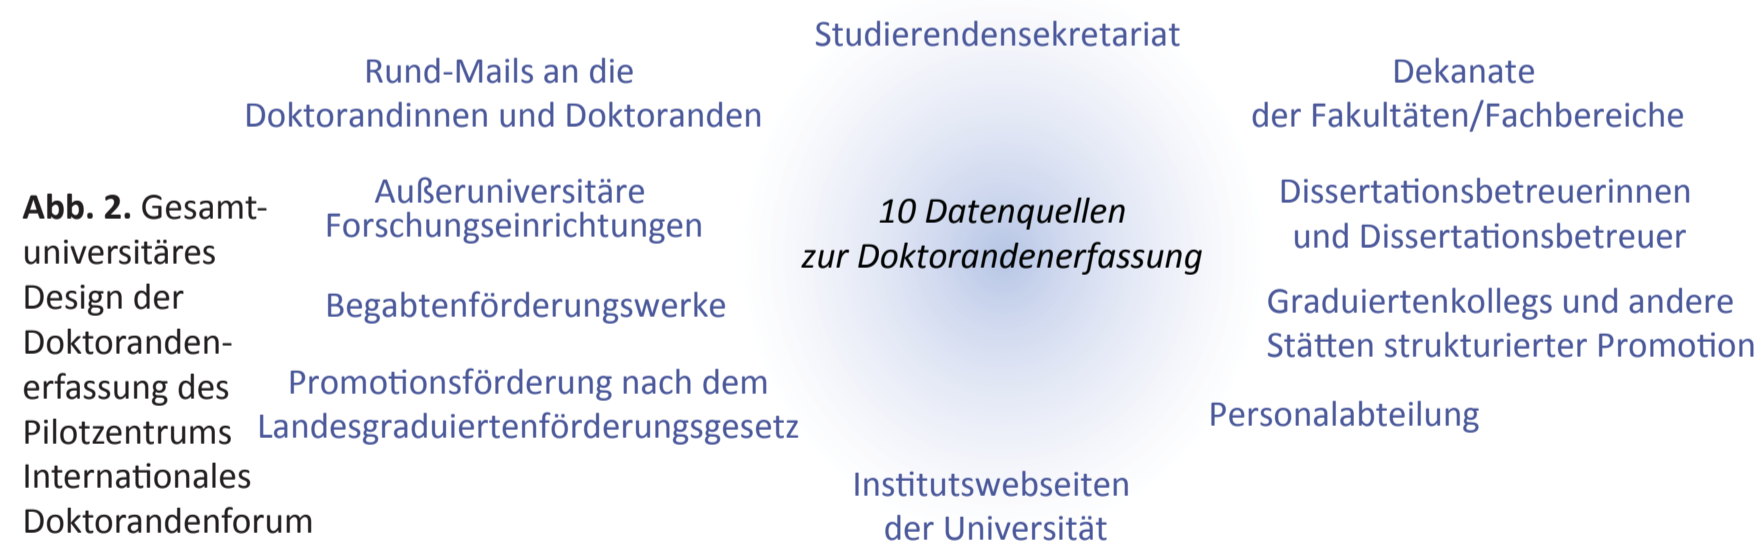 Studierendensekretariat
Rund-Mails an die
Doktorandinnen und Doktoranden
Dekanate
der Fakultäten/Fachbereiche
Außeruniversitäre
Forschungseinrichtungen
10 Datenquellen
zur Doktorandenerfassung
Dissertationsbetreuerinnen
und Dissertationsbetreuer
Begabtenförderungswerke
Graduiertenkollegs und andere
Stätten strukturierter Promotion
Promotionsförderung nach dem
Landesgraduiertenförderungsgesetz
Personalabteilung
Institutswebseiten
der Universität
Abb. 2. Gesamt-
universitäres
Design der
Doktoranden-
erfassung des
Pilotzentrums
Internationales
Doktorandenforum